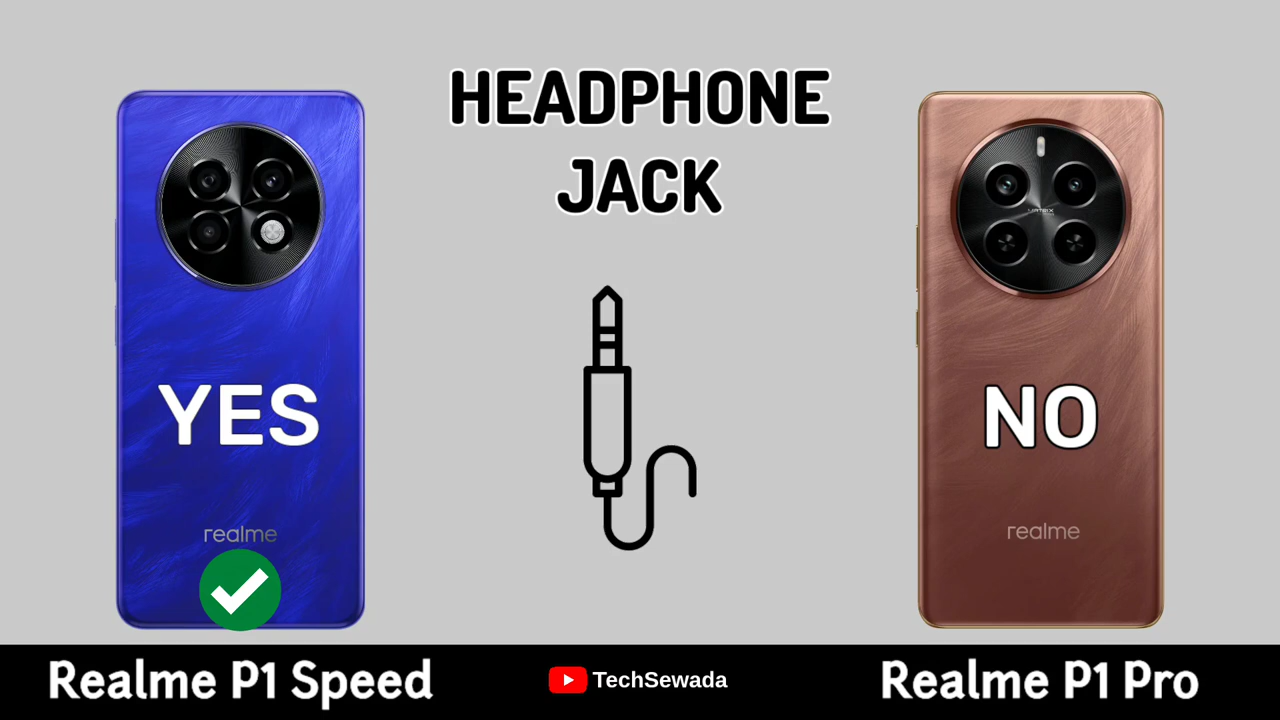 HEADPHONE
JACK
YES
NO
realme
realme
Realme P1 Speed
TechSewada
Realme P1 Pro